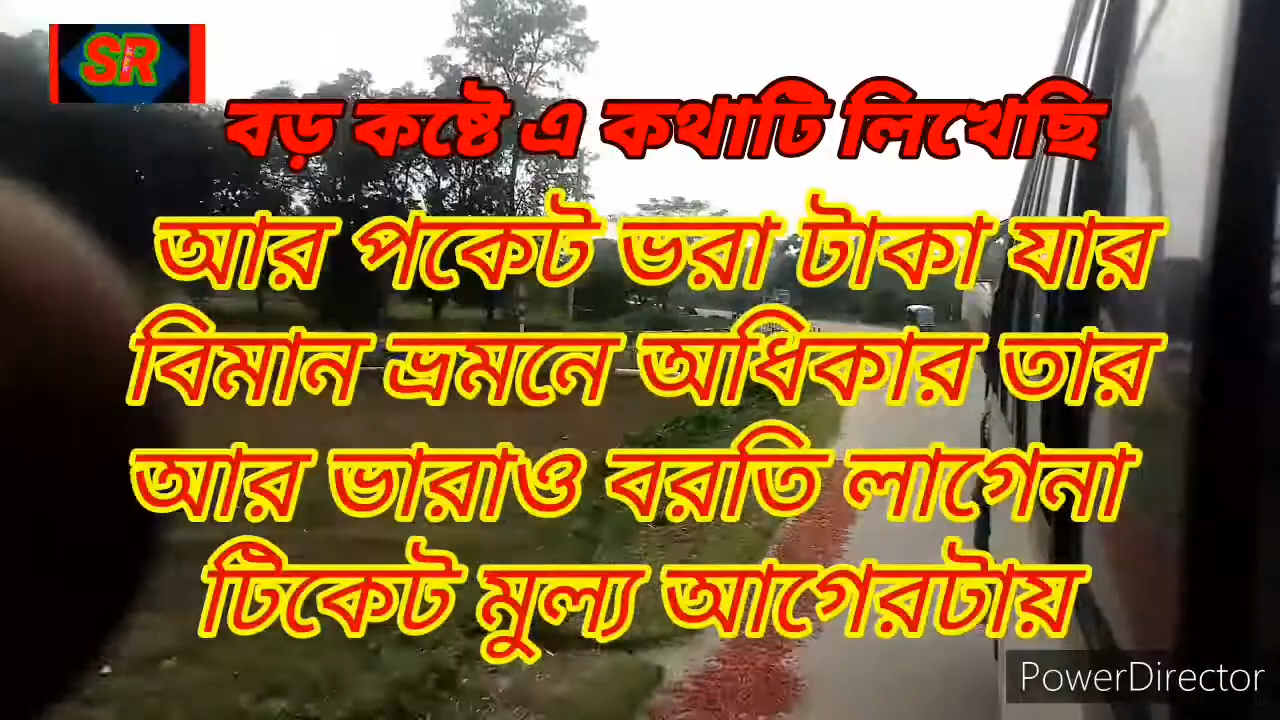 SR
বড় কষ্টে এ কথাটি লিখেছি
আর পকেট ভরা টাকা যার
বিমান ভ্রমনে অধিকার তার
আর ভারাও বরতি লাগেনা
টিকেট মুল্য আগেরটায়
PowerDirector